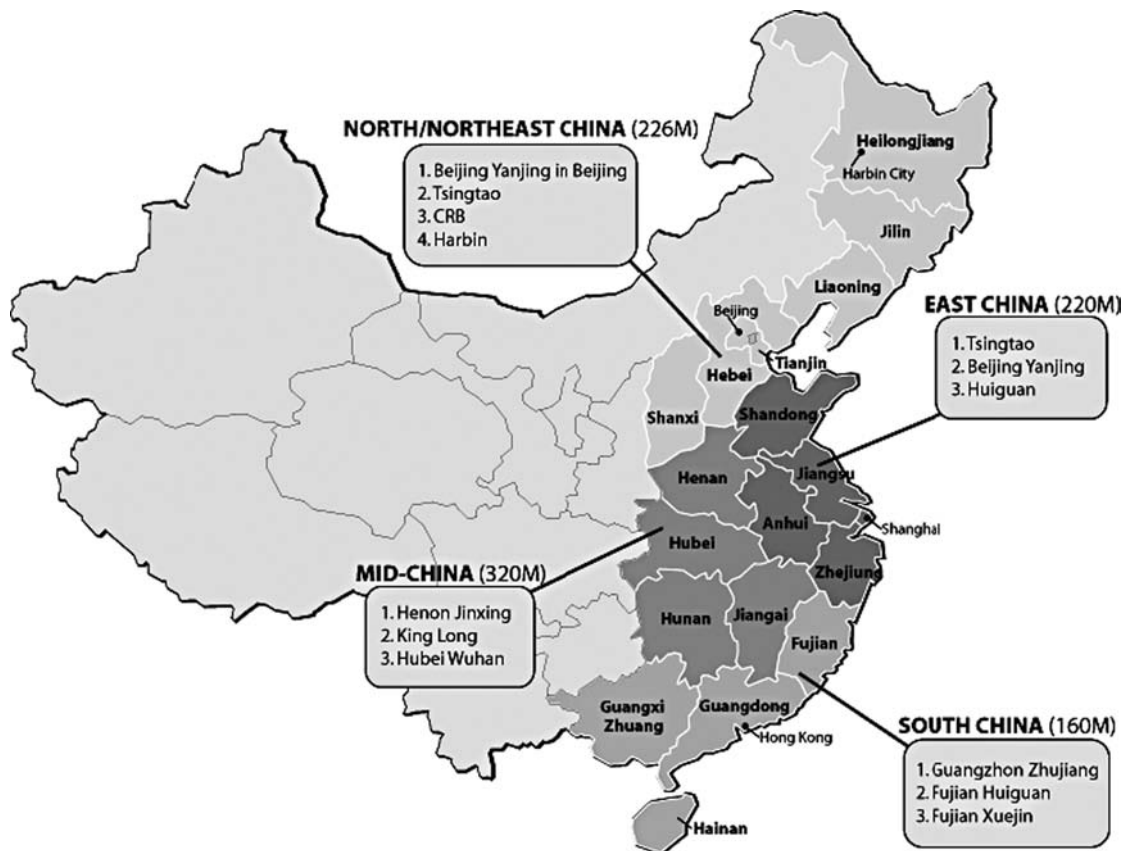 NORTH/NORTHEAST CHINA (226M)
1. Beijing Yanjing in Beijing
2. Tsingtao
3. CRB
4. Harbin
Heilongjiang
Harbin City
Jilin
Liaoning
EAST CHINA (220M)
1. Tsingtao
2. Beijing Yanjing
3. Huiguan
Beijing
Tianjin
Hebei
Shanxi
Shandong
Henan
Jiangsu
Anhui
Shanghai
Hubei
Zhejiung
MID-CHINA (320M)
1. Henon Jinxing
2. King Long
3. Hubei Wuhan
Hunan
Jiangai
Fujian
Guangxi
Zhuang
Guangdong
Hong Kong
SOUTH CHINA (160M)
1. Guangzhon Zhujiang
2. Fujian Huiguan
3. Fujian Xuejin
Hainan